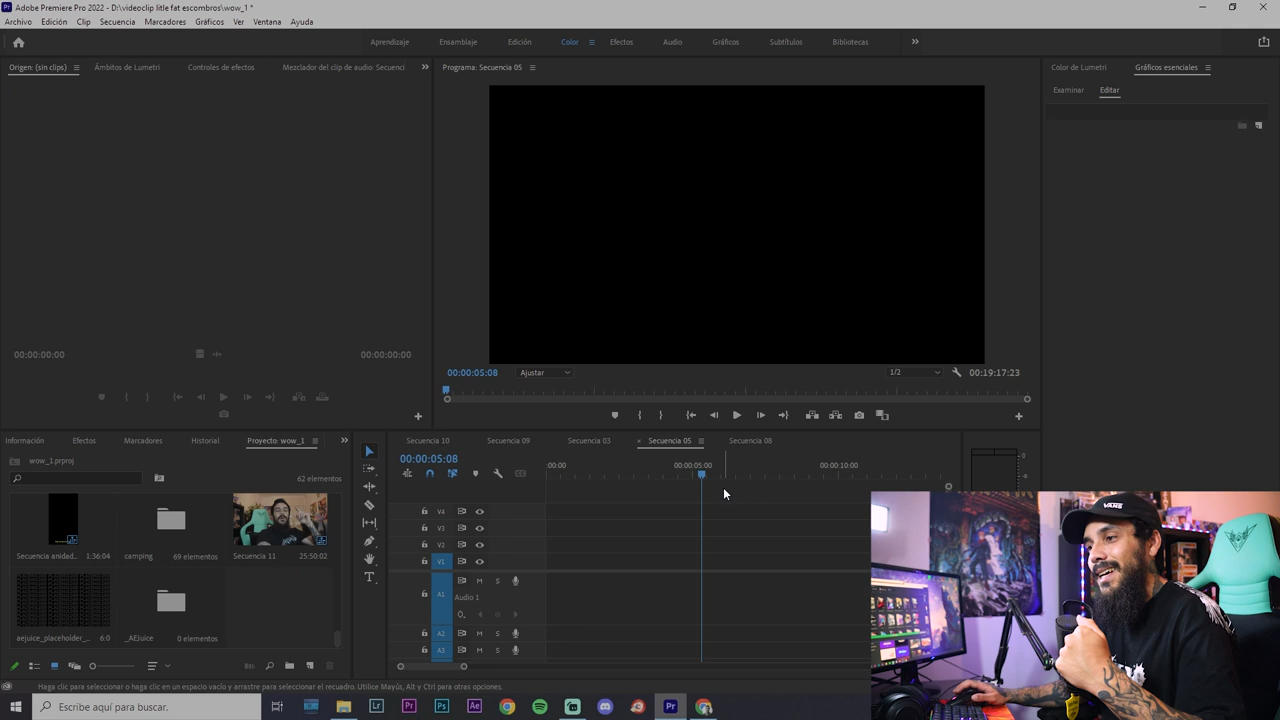 Adobe Premiere Pro 2022 - D:\videoclip litle fat escombros\wow_1 *
Archivo Edición Clip Secuencia Marcadores Gráficos Ver Ventana Ayuda
Aprendizaje Ensamblaje Edición Color Efectos Audio Gráficos Subtítulos Bibliotecas
Origen: (sin clips) Ámbitos de Lumetri Controles de efectos Mezclador del clip de audio: Secuenci
Programa: Secuencia 05
Color de Lumetri Gráficos esenciales
Examinar Editar
00:00:00:00 00:00:00:00
00:00:05:08 Ajustar 1/2 00:19:17:23
Información Efectos Marcadores Historial Proyecto: wow_1
Secuencia 10 Secuencia 09 Secuencia 03 × Secuencia 05 Secuencia 08
wow_1.prproj
62 elementos
00:00:05:08
:00:00 00:00:05:00 00:00:10:00
0
V4
V3
V2
V1
A1 M S
Audio 1
A2 M S
A3 M S
Secuencia anidad... 1:36:04
camping 69 elementos
Secuencia 11 25:50:02
aejuice_placeholder_... 6:0
_AEJuice 0 elementos
Haga clic para seleccionar o haga clic en un espacio vacío y arrastre para seleccionar el recuadro. Utilice Mayús, Alt y Ctrl para otras opciones.
Escribe aquí para buscar.
Lrc Pr Ps Ae Pr
VANS